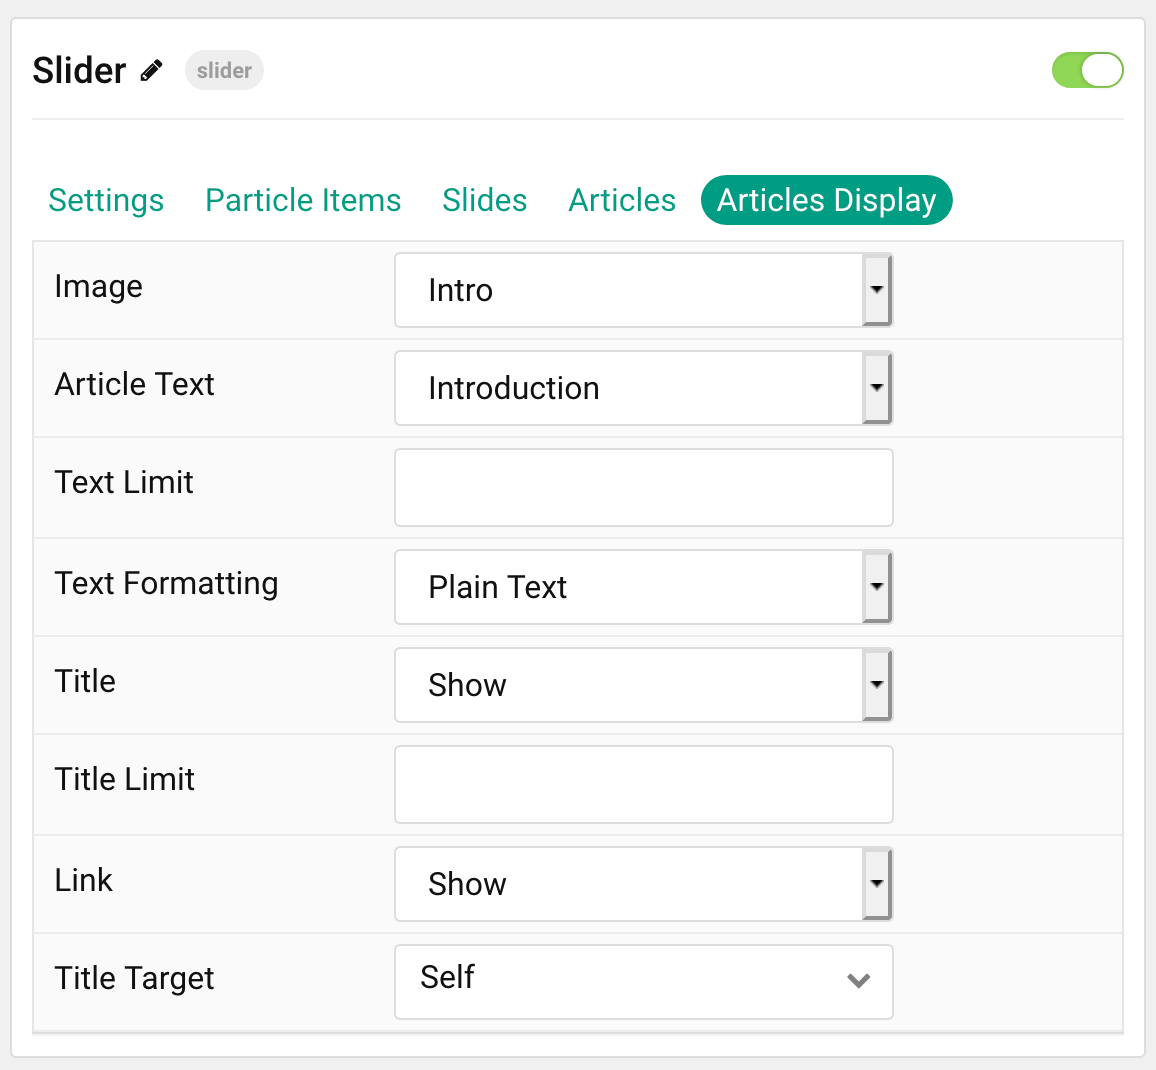 Slider slider
Settings Particle Items Slides Articles Articles Display
Image Intro
Article Text Introduction
Text Limit
Text Formatting Plain Text
Title Show
Title Limit
Link Show
Title Target Self